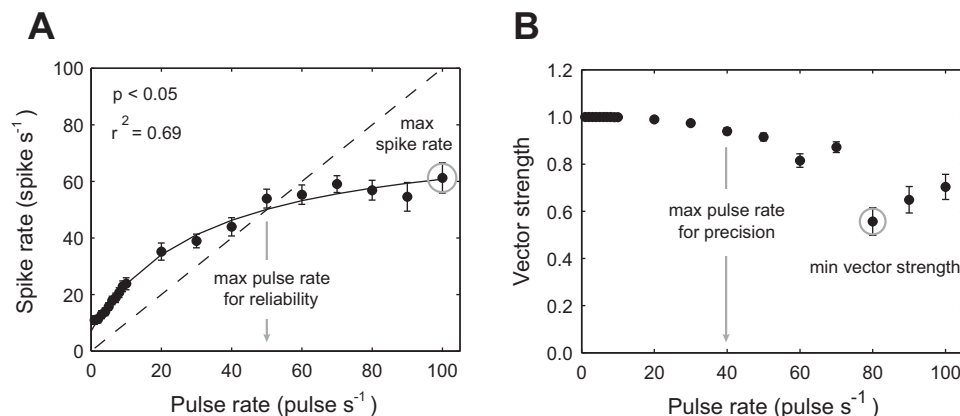 A
B
100
80
60
40
20
0
Spike rate (spike s⁻¹)
p < 0.05
r² = 0.69
max
spike rate
max pulse rate
for reliability
0 20 40 60 80 100
Pulse rate (pulse s⁻¹)
1.2
1.0
0.8
0.6
0.4
0.2
0.0
Vector strength
max pulse rate
for precision
min vector strength
0 20 40 60 80 100
Pulse rate (pulse s⁻¹)